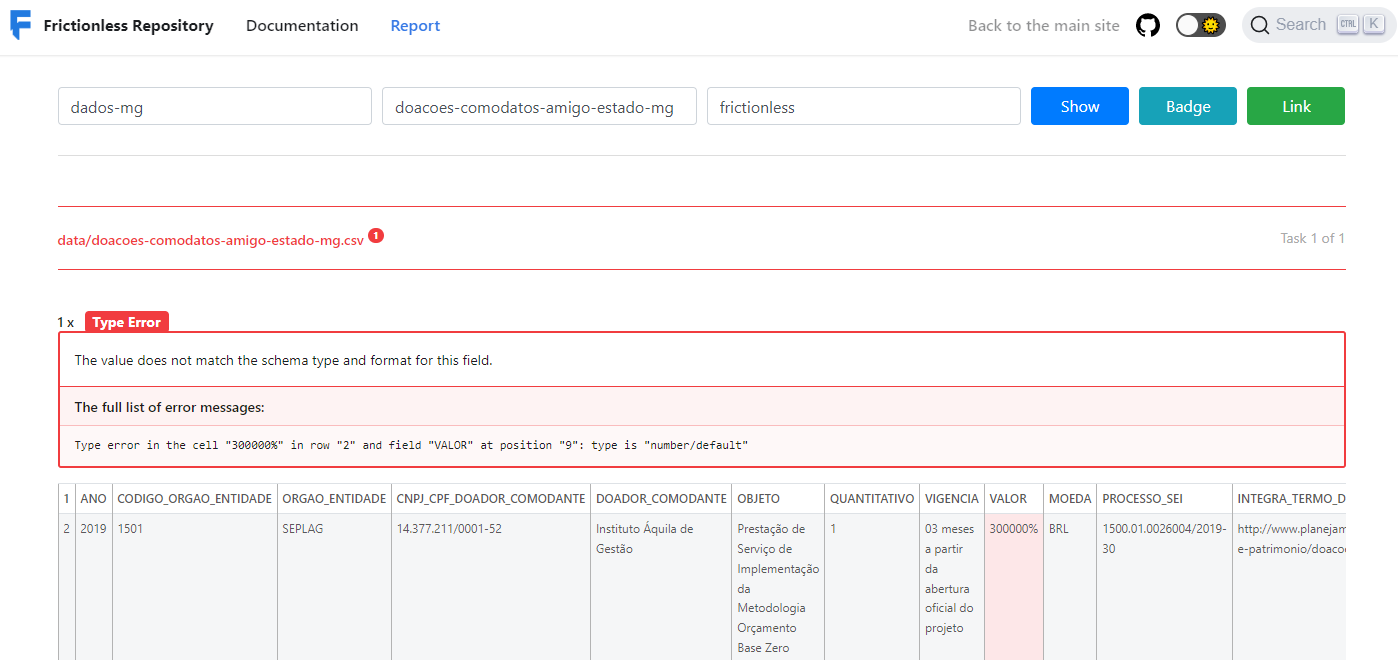 Frictionless Repository Documentation Report Back to the main site Search CTRL K
dados-mg doacoes-comodatos-amigo-estado-mg frictionless Show Badge Link
data/doacoes-comodatos-amigo-estado-mg.csv 1 Task 1 of 1
1 x Type Error
The value does not match the schema type and format for this field.
The full list of error messages:
Type error in the cell "300000%" in row "2" and field "VALOR" at position "9": type is "number/default"
1 ANO CODIGO_ORGAO_ENTIDADE ORGAO_ENTIDADE CNPJ_CPF_DOADOR_COMODANTE DOADOR_COMODANTE OBJETO QUANTITATIVO VIGENCIA VALOR MOEDA PROCESSO_SEI INTEGRA_TERMO_D
2 2019 1501 SEPLAG 14.377.211/0001-52 Instituto Áquila de Prestação de 1 03 meses 300000% BRL 1500.01.0026004/2019- http://www.planejam
Gestão Serviço de a partir 30 e-patrimonio/doaco
Implementação da
da abertura
Metodologia oficial do
Orçamento projeto
Base Zero